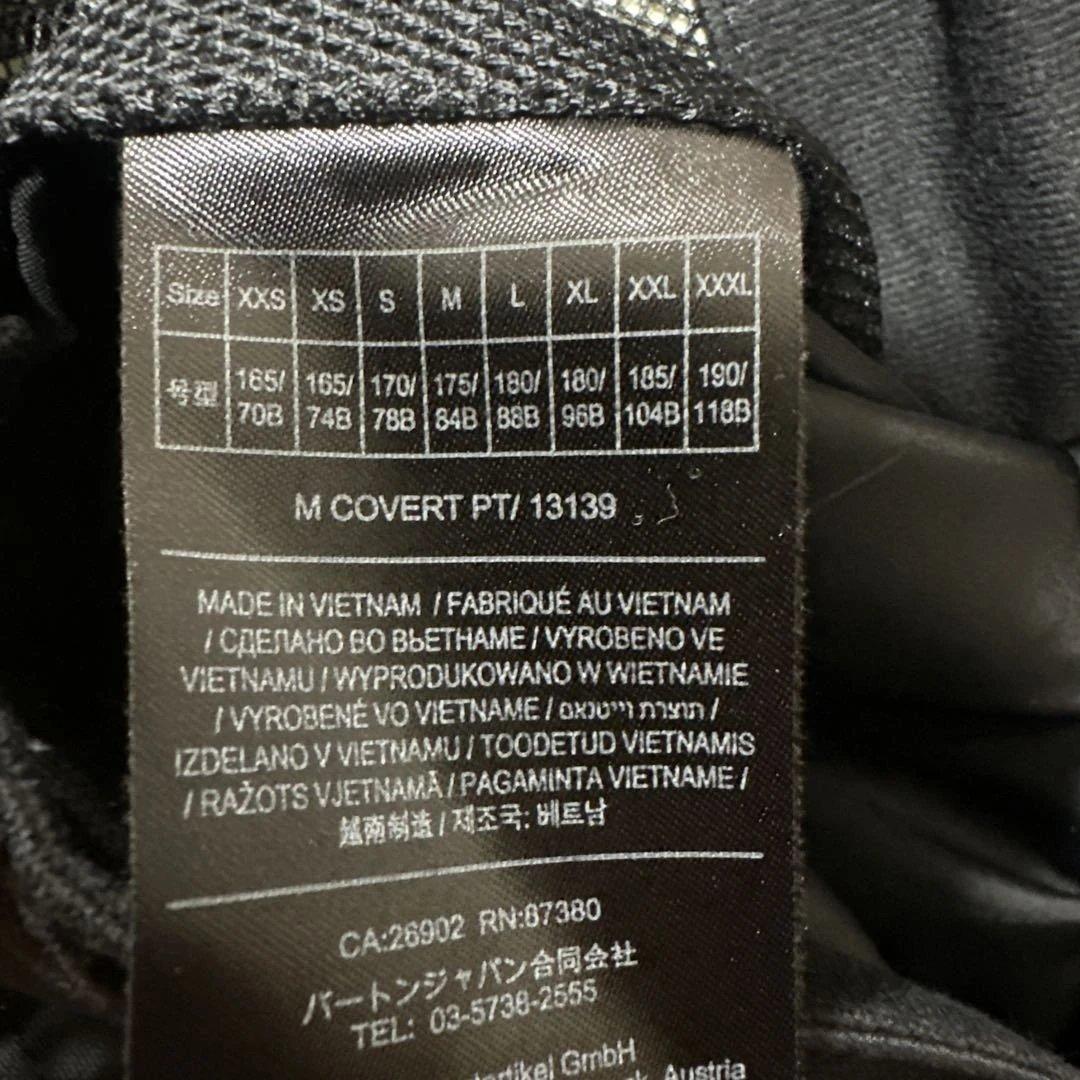 Size XXS XS S M L XL XXL XXXL
号型 165/70B 165/74B 170/78B 175/84B 180/88B 180/96B 185/104B 190/118B
M COVERT PT/ 13139
MADE IN VIETNAM / FABRIQUÉ AU VIETNAM
/ СДЕЛАНО ВО ВЬЕТНАМЕ / VYROBENO VE
VIETNAMU / WYPRODUKOWANO W WIETNAMIE
/ VYROBENÉ VO VIETNAME / תוצרת וייטנאם /
IZDELANO V VIETNAMU / TOODETUD VIETNAMIS
/ RAŽOTS VJETNAMĀ / PAGAMINTA VIETNAME /
越南制造 / 제조국: 베트남
CA:26902 RN:87380
バートンジャパン合同会社
TEL: 03-5738-2555
GmbH
Austria